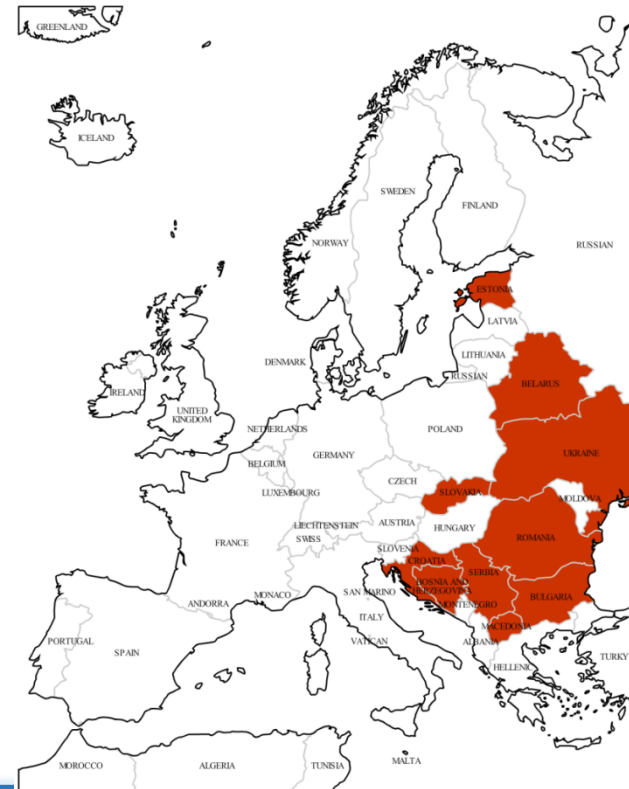 GREENLAND
ICELAND
SWEDEN
FINLAND
NORWAY
RUSSIAN
ESTONIA
LATVIA
LITHUANIA
DENMARK
RUSSIAN
BELARUS
IRELAND
UNITED
KINGDOM
NETHERLANDS
POLAND
GERMANY
UKRAINE
BELGIUM
CZECH
LUXEMBOURG
SLOVAKIA
MOLDOVA
LIECHTENSTEIN
AUSTRIA
HUNGARY
FRANCE
SWISS
ROMANIA
SLOVENIA
CROATIA
SERBIA
BOSNIA AND
HERZEGOVINA
MONACO
SAN MARINO
BULGARIA
ANDORRA
MONTENEGRO
ITALY
MACEDONIA
PORTUGAL
SPAIN
VATICAN
ALBANIA
HELLENIC
TURKY
MALTA
MOROCCO
ALGERIA
TUNISIA